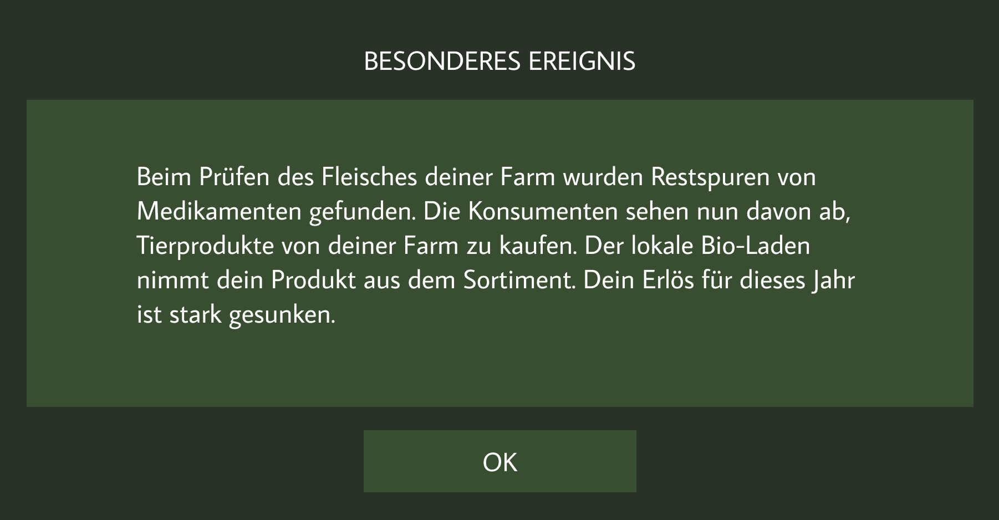 BESONDERES EREIGNIS
Beim Prüfen des Fleisches deiner Farm wurden Restspuren von
Medikamenten gefunden. Die Konsumenten sehen nun davon ab,
Tierprodukte von deiner Farm zu kaufen. Der lokale Bio-Laden
nimmt dein Produkt aus dem Sortiment. Dein Erlös für dieses Jahr
ist stark gesunken.
OK